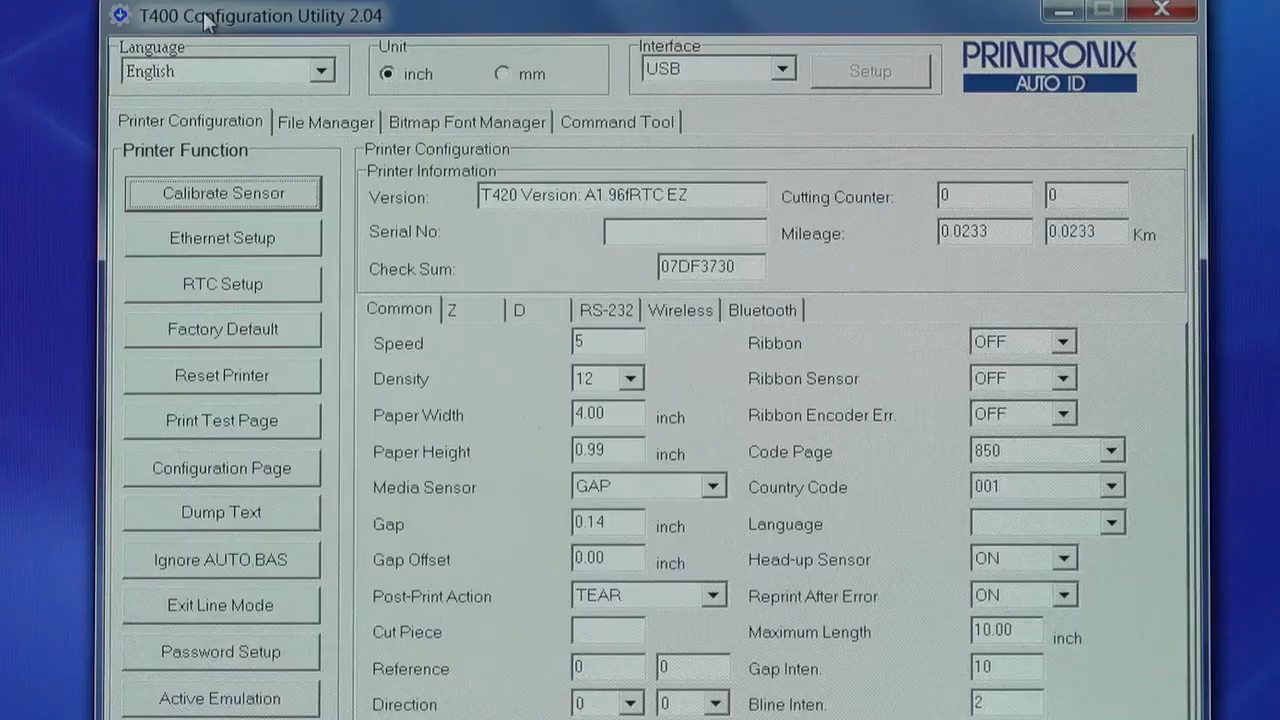 T400 Configuration Utility 2.04
Language
English
Unit
inch
mm
Interface
USB
Setup
PRINTRONIX
AUTO ID
Printer Configuration
File Manager
Bitmap Font Manager
Command Tool
Printer Function
Calibrate Sensor
Ethernet Setup
RTC Setup
Factory Default
Reset Printer
Print Test Page
Configuration Page
Dump Text
Ignore AUTO.BAS
Exit Line Mode
Password Setup
Active Emulation
Printer Configuration
Printer Information
Version: T420 Version: A1.96fRTC EZ
Cutting Counter: 0 0
Serial No:
Mileage: 0.0233 0.0233 Km
Check Sum: 07DF3730
Common Z D RS-232 Wireless Bluetooth
Speed 5
Ribbon OFF
Density 12
Ribbon Sensor OFF
Paper Width 4.00 inch
Ribbon Encoder Err. OFF
Paper Height 0.99 inch
Code Page 850
Media Sensor GAP
Country Code 001
Gap 0.14 inch
Language
Gap Offset 0.00 inch
Head-up Sensor ON
Post-Print Action TEAR
Reprint After Error ON
Cut Piece
Maximum Length 10.00 inch
Reference 0 0
Gap Inten. 10
Direction 0 0
Bline Inten. 2